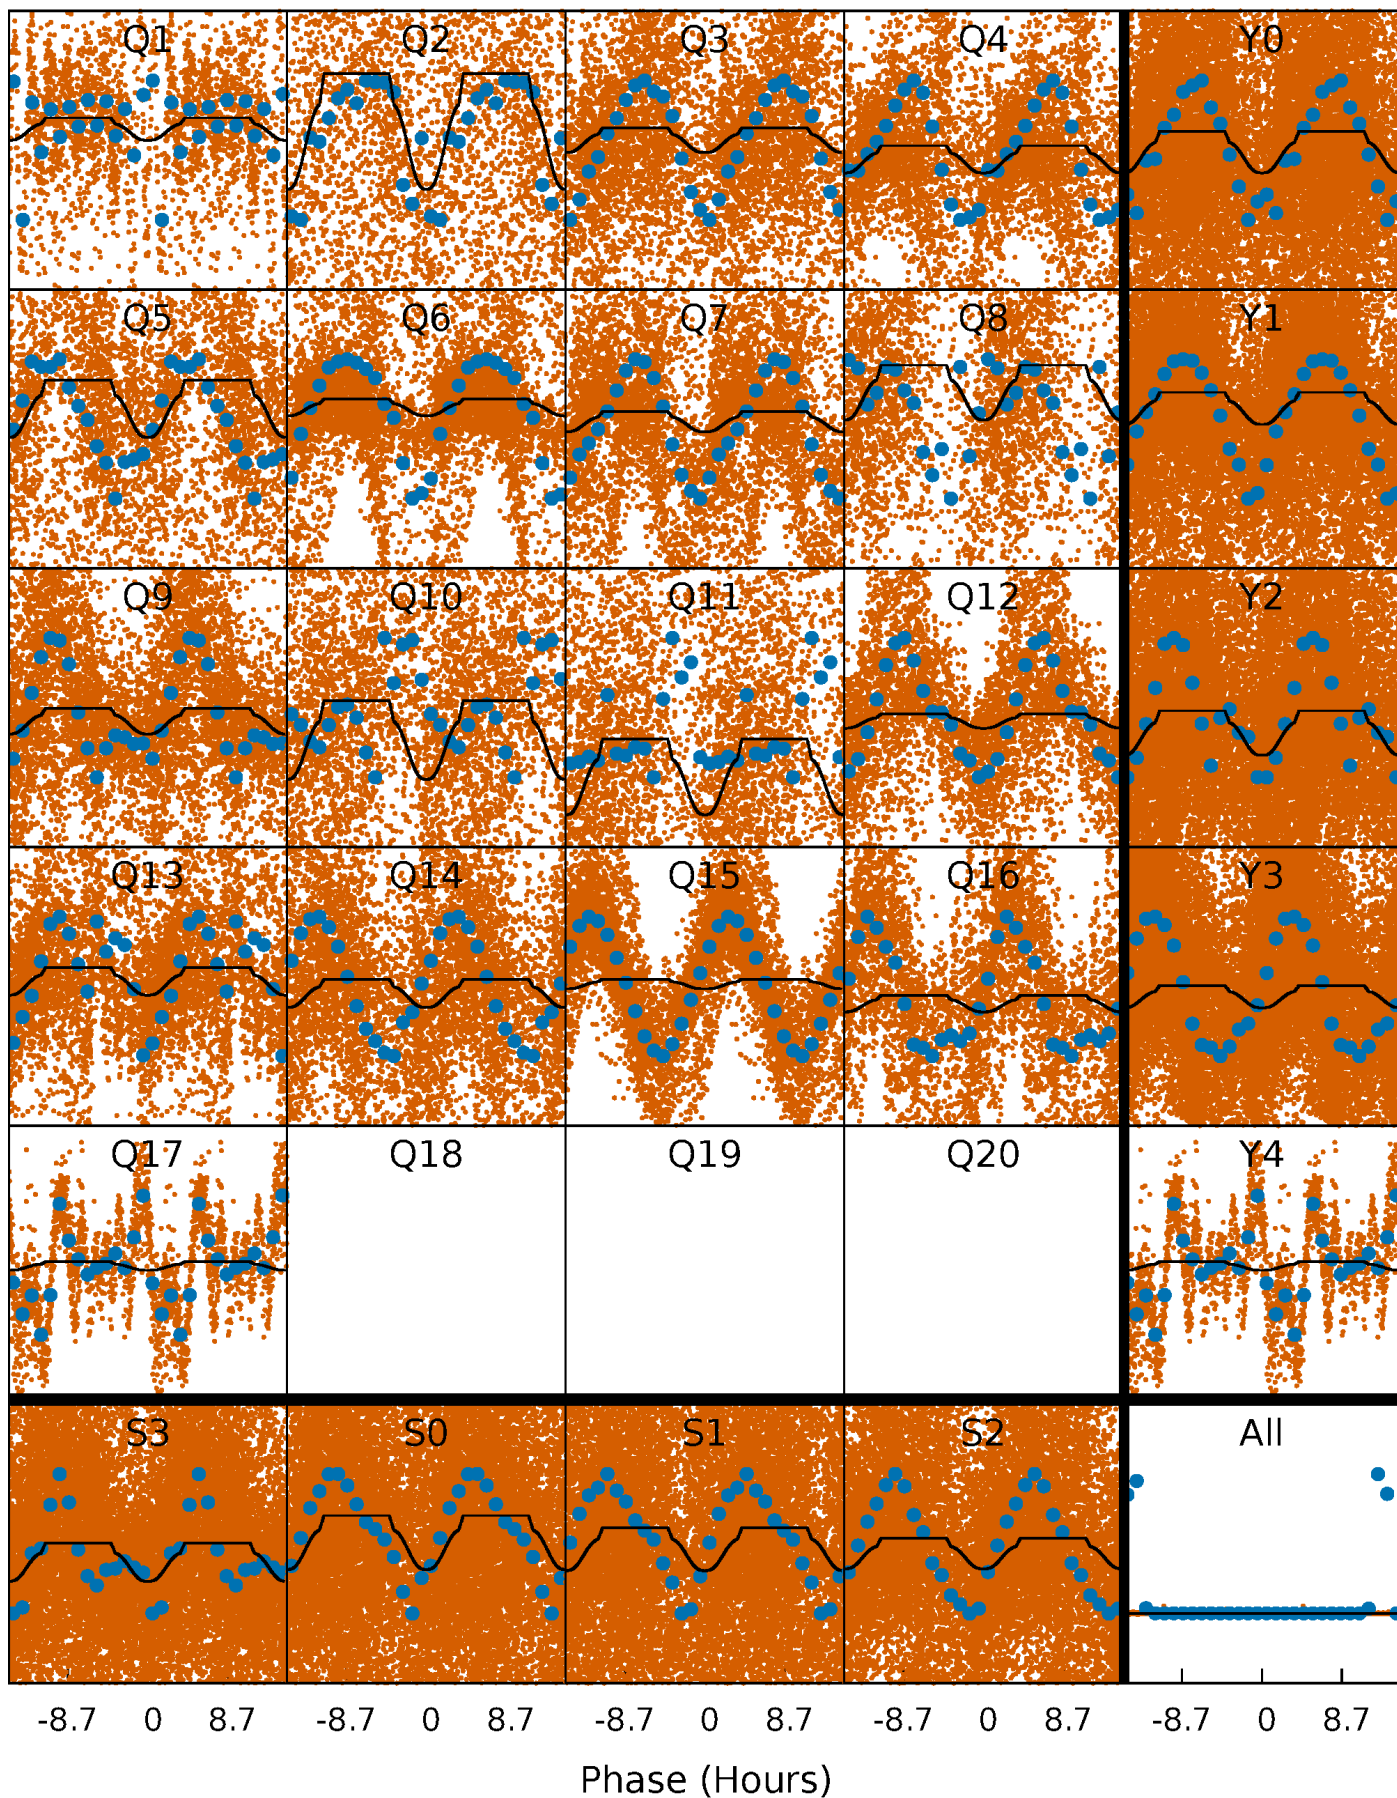 Q1 Q2 Q3 Q4 Y0
Q5 Q6 Q7 Q8 Y1
Q9 Q10 Q11 Q12 Y2
Q13 Q14 Q15 Q16 Y3
Q17 Q18 Q19 Q20 Y4
S3 S0 S1 S2 All
-8.7 0 8.7 -8.7 0 8.7 -8.7 0 8.7 -8.7 0 8.7 -8.7 0 8.7
Phase (Hours)